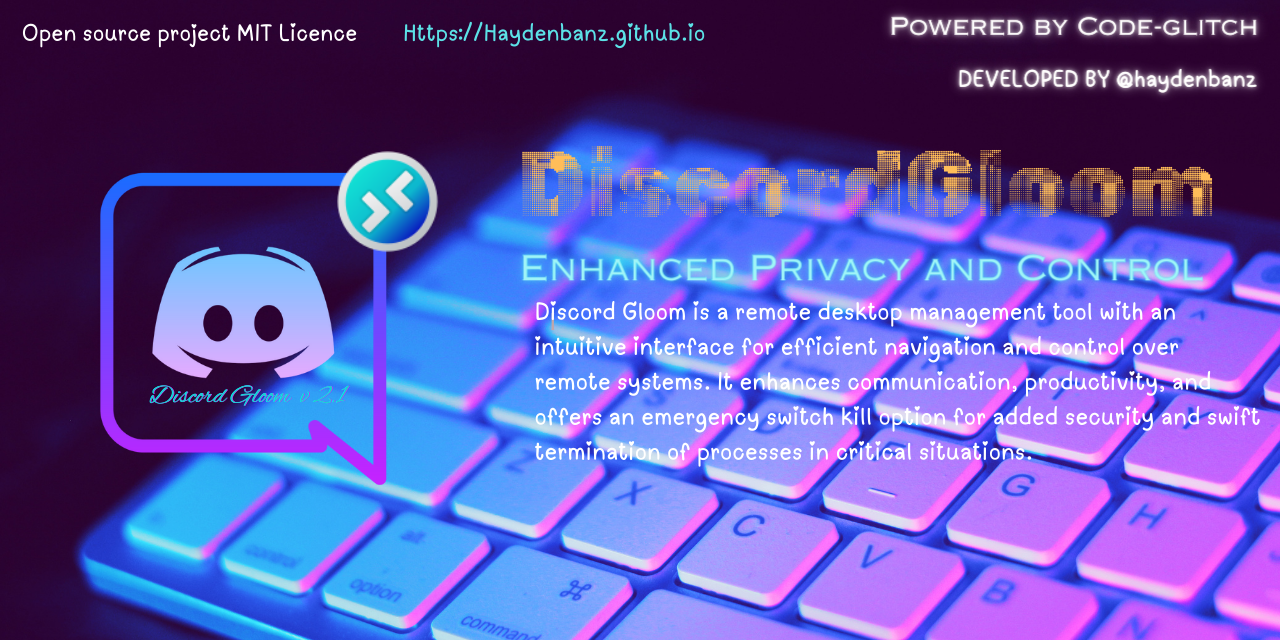 Open source project MIT Licence
Https://Haydenbanz.github.io
Powered by Code-glitch
DEVELOPED BY @haydenbanz
DiscordGloom
Enhanced Privacy and Control
Discord Gloom is a remote desktop management tool with an
intuitive interface for efficient navigation and control over
remote systems. It enhances communication, productivity, and
offers an emergency switch kill option for added security and swift
termination of processes in critical situations.
Discord Gloom v 2.1
Z
X
C
V
B
N
G
H
control
alt
option
⌘
command